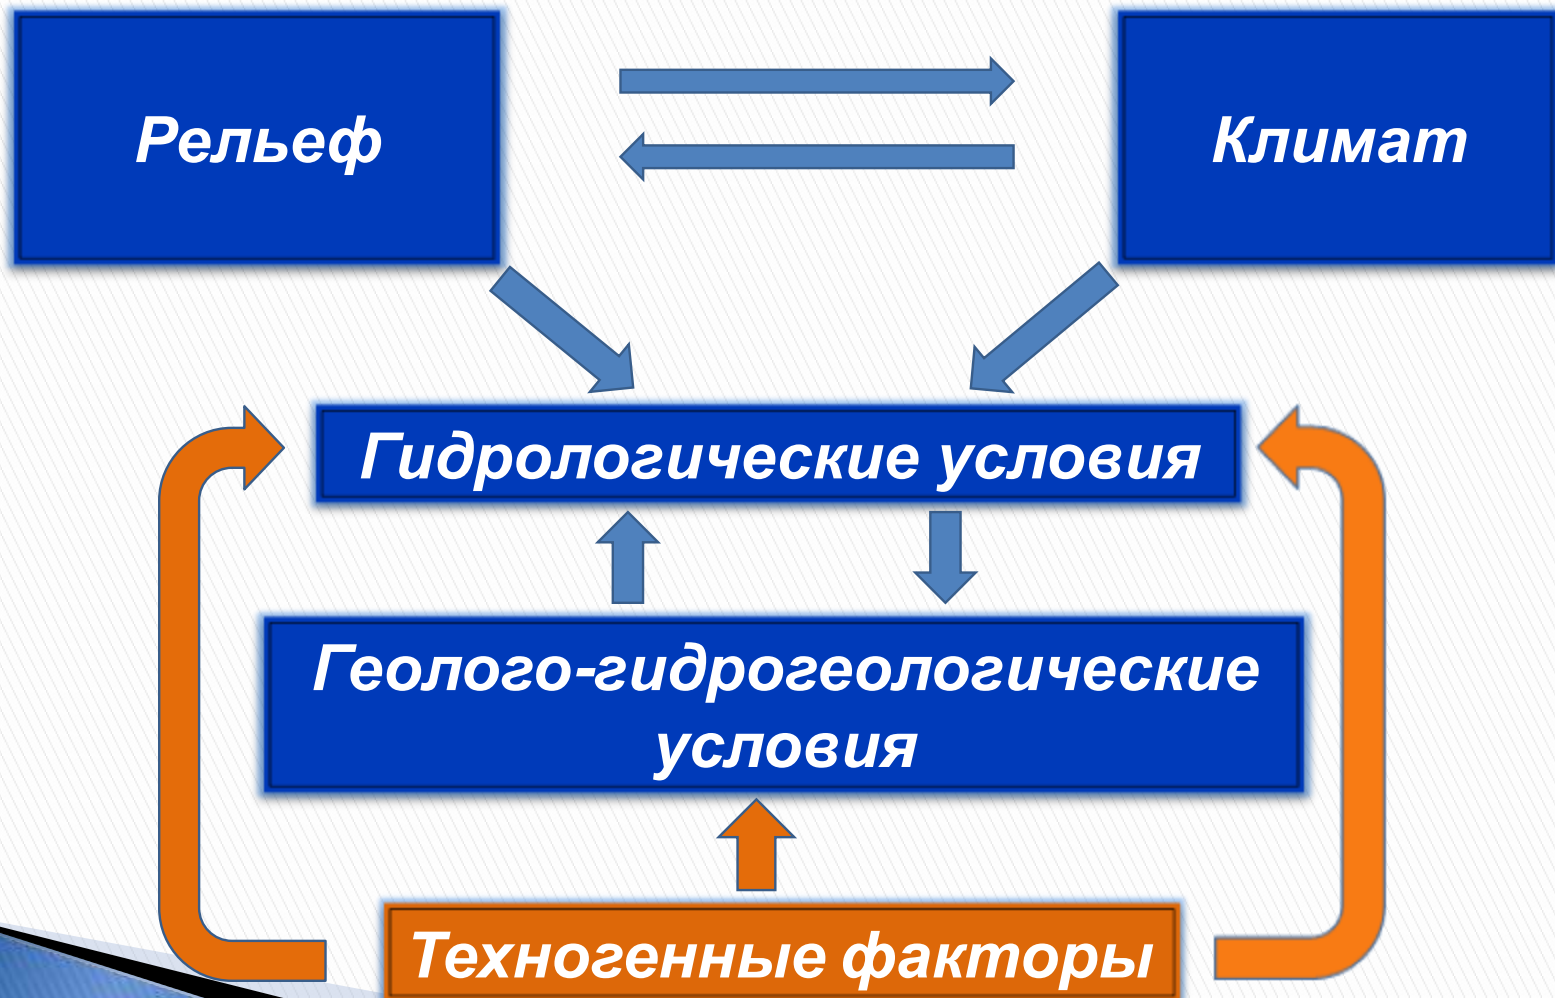 Рельеф
Климат
Гидрологические условия
Геолого-гидрогеологические
условия
Техногенные факторы